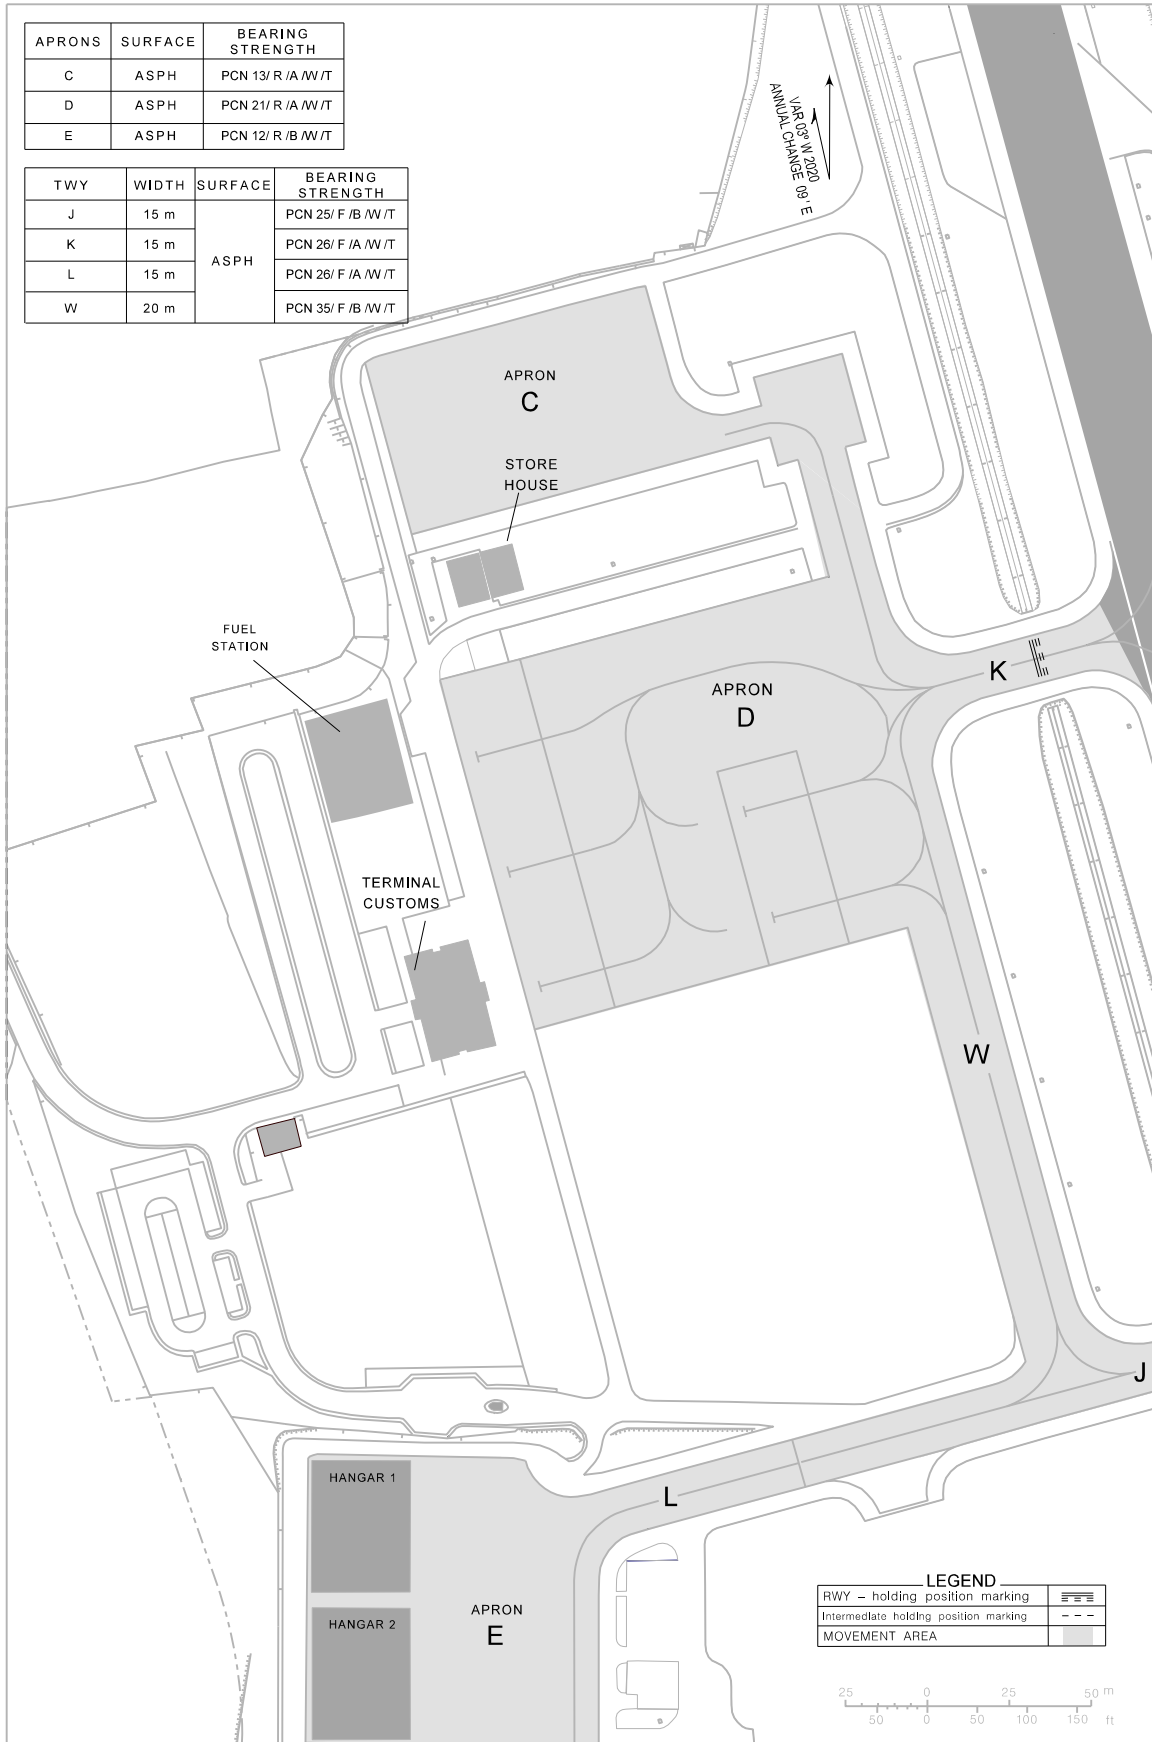 APRONS SURFACE BEARING STRENGTH
C ASPH PCN 13/ R /A /W /T
D ASPH PCN 21/ R /A /W /T
E ASPH PCN 12/ R /B /W /T
TWY WIDTH SURFACE BEARING STRENGTH
J 15 m ASPH PCN 25/ F /B /W /T
K 15 m PCN 26/ F /A /W /T
L 15 m PCN 26/ F /A /W /T
W 20 m PCN 35/ F /B /W /T
VAR 03° W 2020
ANNUAL CHANGE 09' E
APRON
C
STORE
HOUSE
FUEL
STATION
K
APRON
D
TERMINAL
CUSTOMS
W
J
HANGAR 1
L
APRON
E
HANGAR 2
LEGEND
RWY – holding position marking
Intermediate holding position marking
MOVEMENT AREA
25 0 25 50 m
50 0 50 100 150 ft